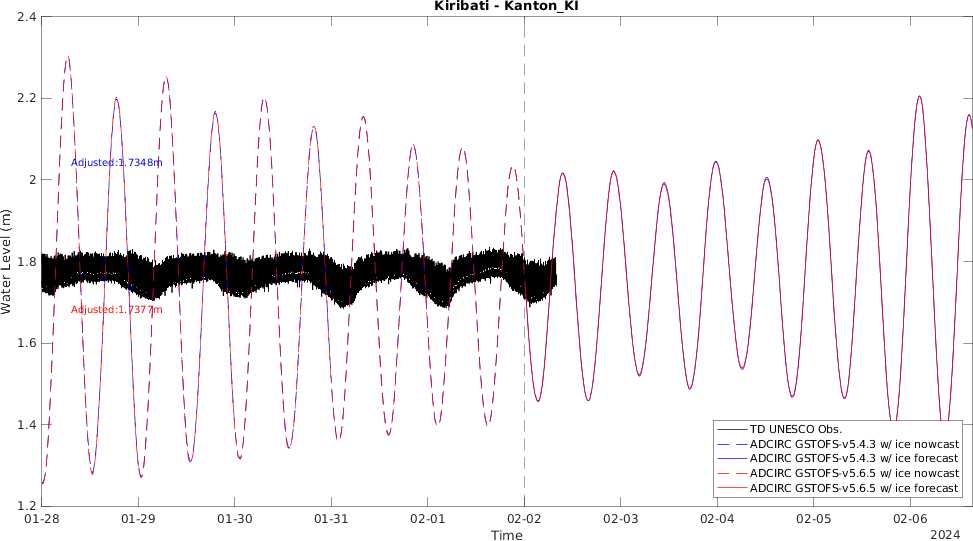 Kiribati - Kanton_KI
2.4
2.2
2
1.8
1.6
1.4
1.2
Water Level (m)
Adjusted:1.7348m
Adjusted:1.7377m
TD UNESCO Obs.
ADCIRC GSTOFS-v5.4.3 w/ ice nowcast
ADCIRC GSTOFS-v5.4.3 w/ ice forecast
ADCIRC GSTOFS-v5.6.5 w/ ice nowcast
ADCIRC GSTOFS-v5.6.5 w/ ice forecast
01-28
01-29
01-30
01-31
02-01
02-02
02-03
02-04
02-05
02-06
Time
2024